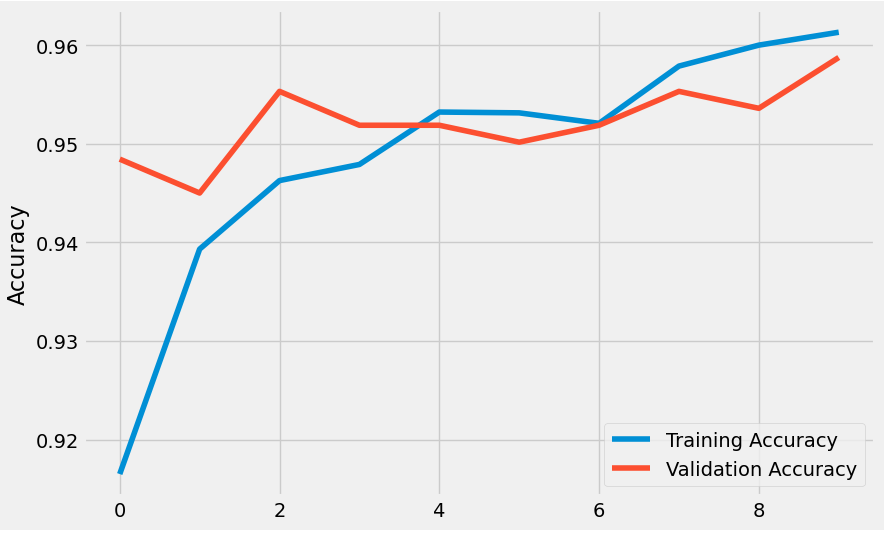 0.96
0.95
0.94
0.93
0.92
Accuracy
Training Accuracy
Validation Accuracy
0 2 4 6 8